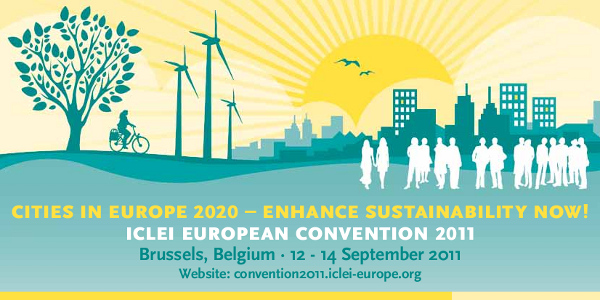 CITIES IN EUROPE 2020 – ENHANCE SUSTAINABILITY NOW!
ICLEI EUROPEAN CONVENTION 2011
Brussels, Belgium · 12 - 14 September 2011
Website: convention2011.iclei-europe.org